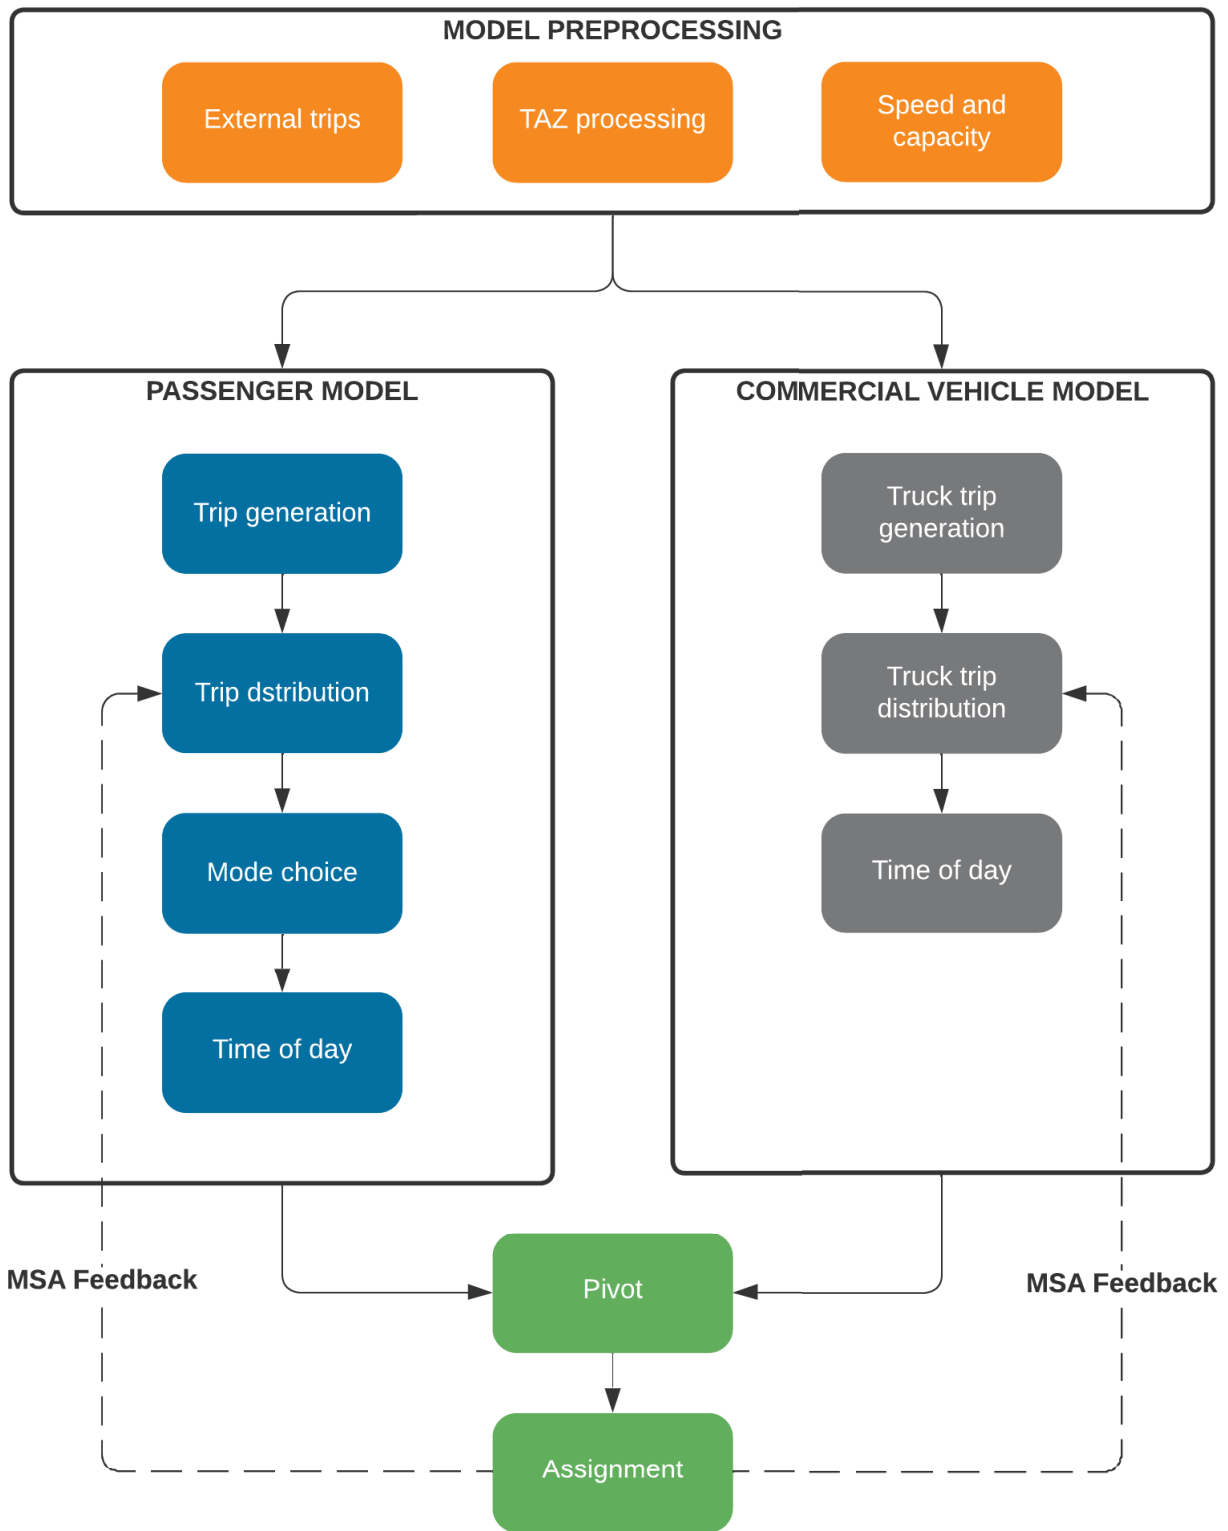 MODEL PREPROCESSING
External trips
TAZ processing
Speed and
capacity
PASSENGER MODEL
Trip generation
Trip dstribution
Mode choice
Time of day
COMMERCIAL VEHICLE MODEL
Truck trip
generation
Truck trip
distribution
Time of day
MSA Feedback
Pivot
MSA Feedback
Assignment